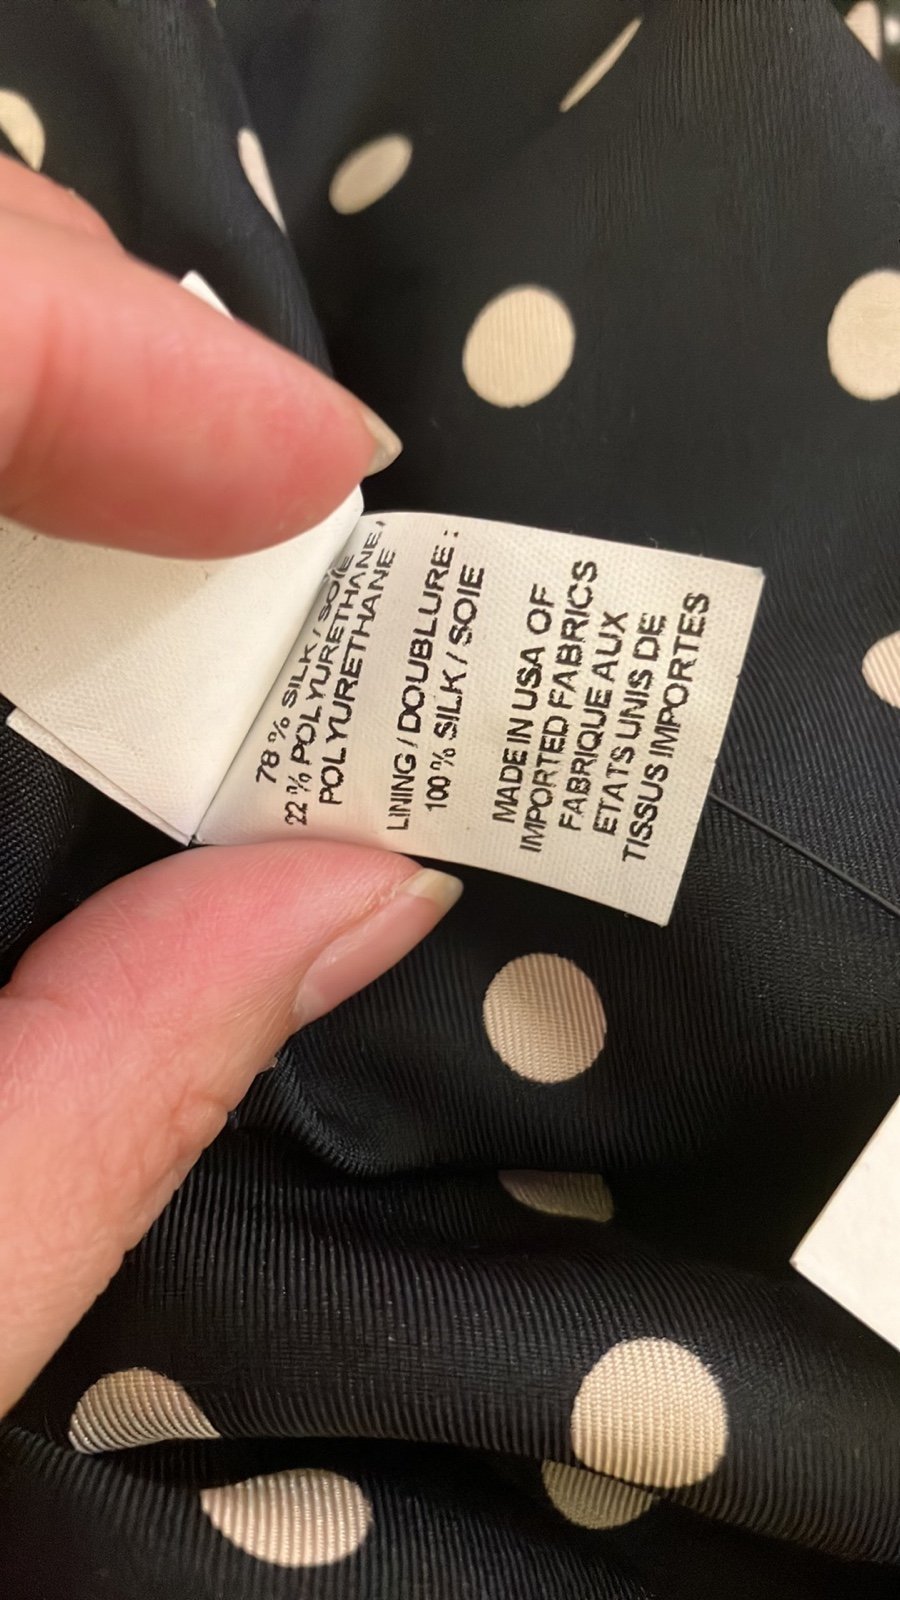 78 % SILK / SOIE
22 % POLYURETHANE /
POLYURETHANE
LINING / DOUBLURE :
100 % SILK / SOIE
MADE IN USA OF
IMPORTED FABRICS
FABRIQUE AUX
ETATS UNIS DE
TISSUS IMPORTES